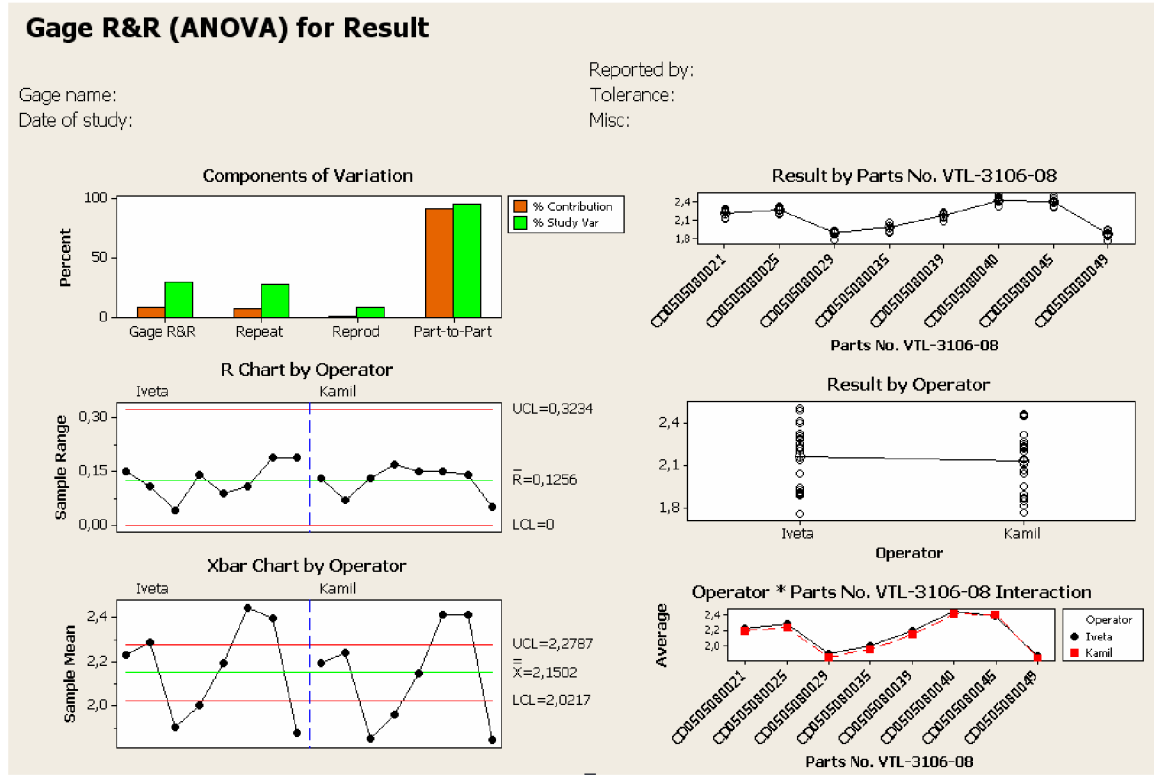 Gage R&R (ANOVA) for Result
Gage name:
Date of study:
Reported by:
Tolerance:
Misc:
Components of Variation
Percent
100
50
0
Gage R&R Repeat Reprod Part-to-Part
% Contribution
% Study Var
R Chart by Operator
Iveta Kamil
Sample Range
0,30
0,15
0,00
UCL=0,3234
R̅=0,1256
LCL=0
Xbar Chart by Operator
Iveta Kamil
Sample Mean
2,4
2,2
2,0
UCL=2,2787
X̿=2,1502
LCL=2,0217
Result by Parts No. VTL-3106-08
2,4
2,1
1,8
CD0505080021
CD0505080025
CD0505080029
CD0505080035
CD0505080039
CD0505080040
CD0505080045
CD0505080049
Parts No. VTL-3106-08
Result by Operator
2,4
2,1
1,8
Iveta Kamil
Operator
Operator * Parts No. VTL-3106-08 Interaction
Average
2,4
2,2
2,0
Operator
Iveta
Kamil
CD0505080021
CD0505080025
CD0505080029
CD0505080035
CD0505080039
CD0505080040
CD0505080045
CD0505080049
Parts No. VTL-3106-08